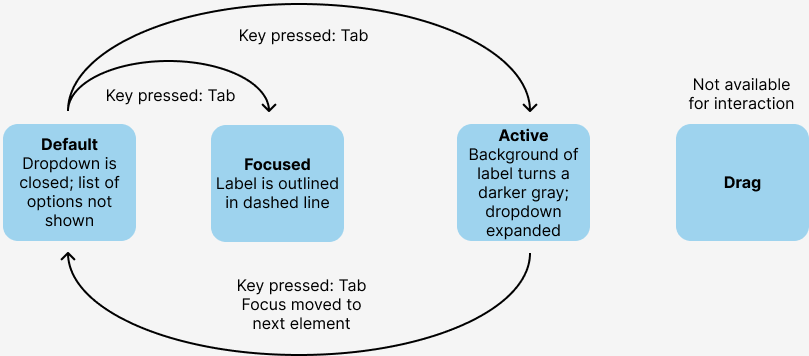 Key pressed: Tab
Key pressed: Tab
Not available
for interaction
Default
Dropdown is
closed; list of
options not
shown
Focused
Label is outlined
in dashed line
Active
Background of
label turns a
darker gray;
dropdown
expanded
Drag
Key pressed: Tab
Focus moved to
next element